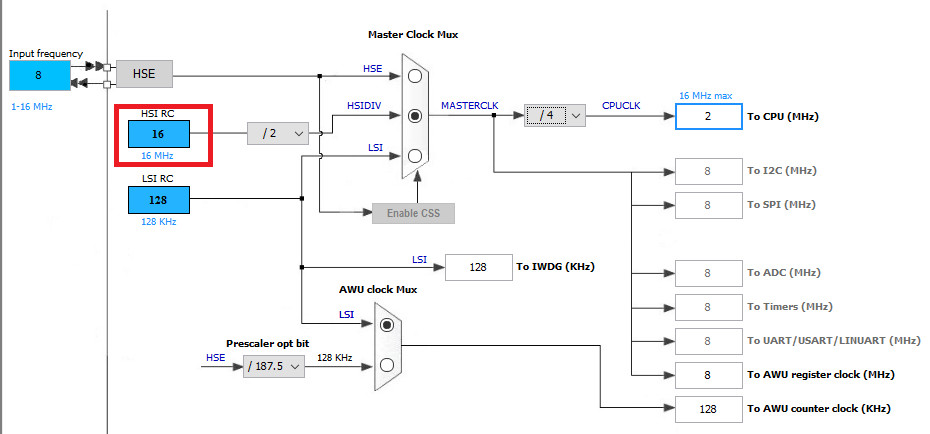 Master Clock Mux
Input frequency
8
1-16 MHz
HSE
HSE
HSI RC
16
16 MHz
/ 2
HSIDIV
MASTERCLK
/ 4
CPUCLK
16 MHz max
2
To CPU (MHz)
LSI
LSI RC
128
128 KHz
Enable CSS
8
To I2C (MHz)
8
To SPI (MHz)
LSI
128
To IWDG (KHz)
8
To ADC (MHz)
AWU clock Mux
LSI
8
To Timers (MHz)
Prescaler opt bit
HSE
/ 187.5
128 KHz
8
To UART/USART/LINUART (MHz)
8
To AWU register clock (MHz)
128
To AWU counter clock (KHz)